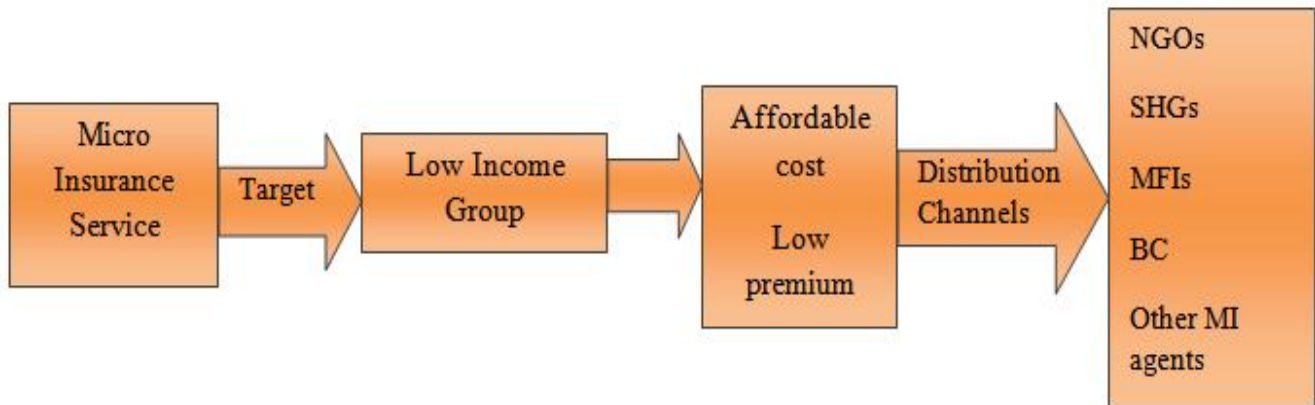 Micro
Insurance
Service
Target
Low Income
Group
Affordable
cost
Low
premium
Distribution
Channels
NGOs
SHGs
MFIs
BC
Other MI
agents